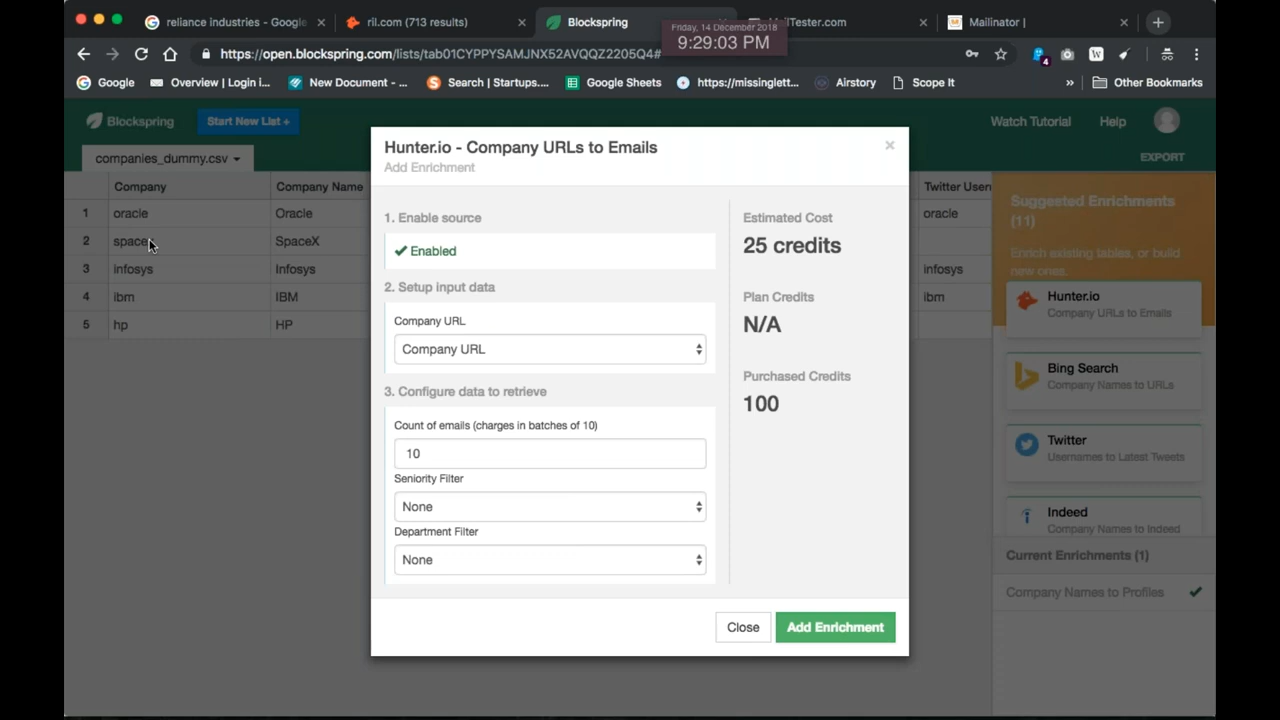 reliance industries - Google
ril.com (713 results)
Blockspring
MailTester.com
Mailinator |
Friday, 14 December 2018
9:29:03 PM
https://open.blockspring.com/lists/tab01CYPPYSAMJNX52AVQQZ2205Q4#
4
W
Google
Overview | Login i...
New Document - ...
Search | Startups....
Google Sheets
https://missinglett...
Airstory
Scope It
»
Other Bookmarks
Blockspring
Start New List +
Watch Tutorial
Help
companies_dummy.csv
EXPORT
Company
Company Name
Twitter Usern
1
oracle
Oracle
oracle
2
space
SpaceX
3
infosys
Infosys
infosys
4
ibm
IBM
ibm
5
hp
HP
Hunter.io - Company URLs to Emails
Add Enrichment
×
1. Enable source
Enabled
2. Setup input data
Company URL
Company URL
3. Configure data to retrieve
Count of emails (charges in batches of 10)
10
Seniority Filter
None
Department Filter
None
Estimated Cost
25 credits
Plan Credits
N/A
Purchased Credits
100
Close
Add Enrichment
Suggested Enrichments
(11)
Enrich existing tables, or build
new ones.
Hunter.io
Company URLs to Emails
Bing Search
Company Names to URLs
Twitter
Usernames to Latest Tweets
Indeed
Company Names to Indeed
Current Enrichments (1)
Company Names to Profiles